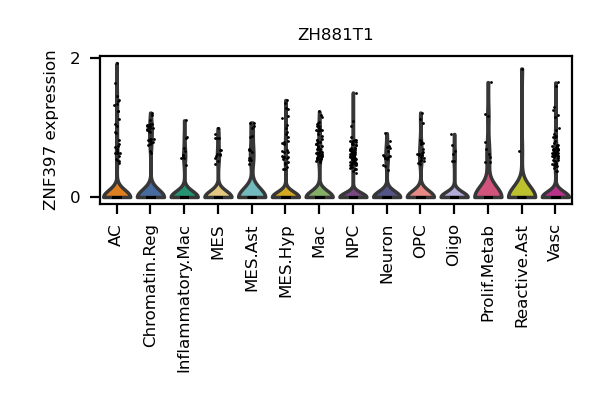 ZH881T1
ZNF397 expression
2
0
AC
Chromatin.Reg
Inflammatory.Mac
MES
MES.Ast
MES.Hyp
Mac
NPC
Neuron
OPC
Oligo
Prolif.Metab
Reactive.Ast
Vasc